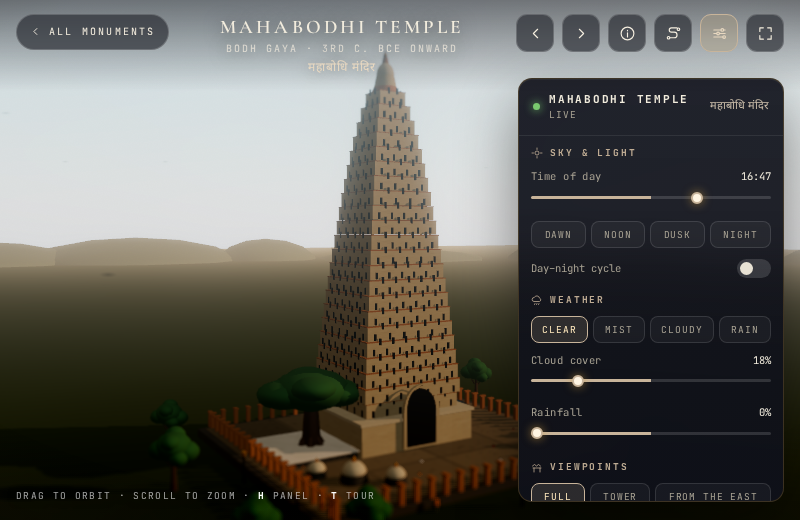 ALL MONUMENTS
MAHABODHI TEMPLE
BODH GAYA · 3RD C. BCE ONWARD
महाबोधि मंदिर
MAHABODHI TEMPLE
LIVE
महाबोधि मंदिर
SKY & LIGHT
Time of day 16:47
DAWN NOON DUSK NIGHT
Day-night cycle
WEATHER
CLEAR MIST CLOUDY RAIN
Cloud cover 18%
Rainfall 0%
VIEWPOINTS
FULL TOWER FROM THE EAST
DRAG TO ORBIT · SCROLL TO ZOOM · H PANEL · T TOUR